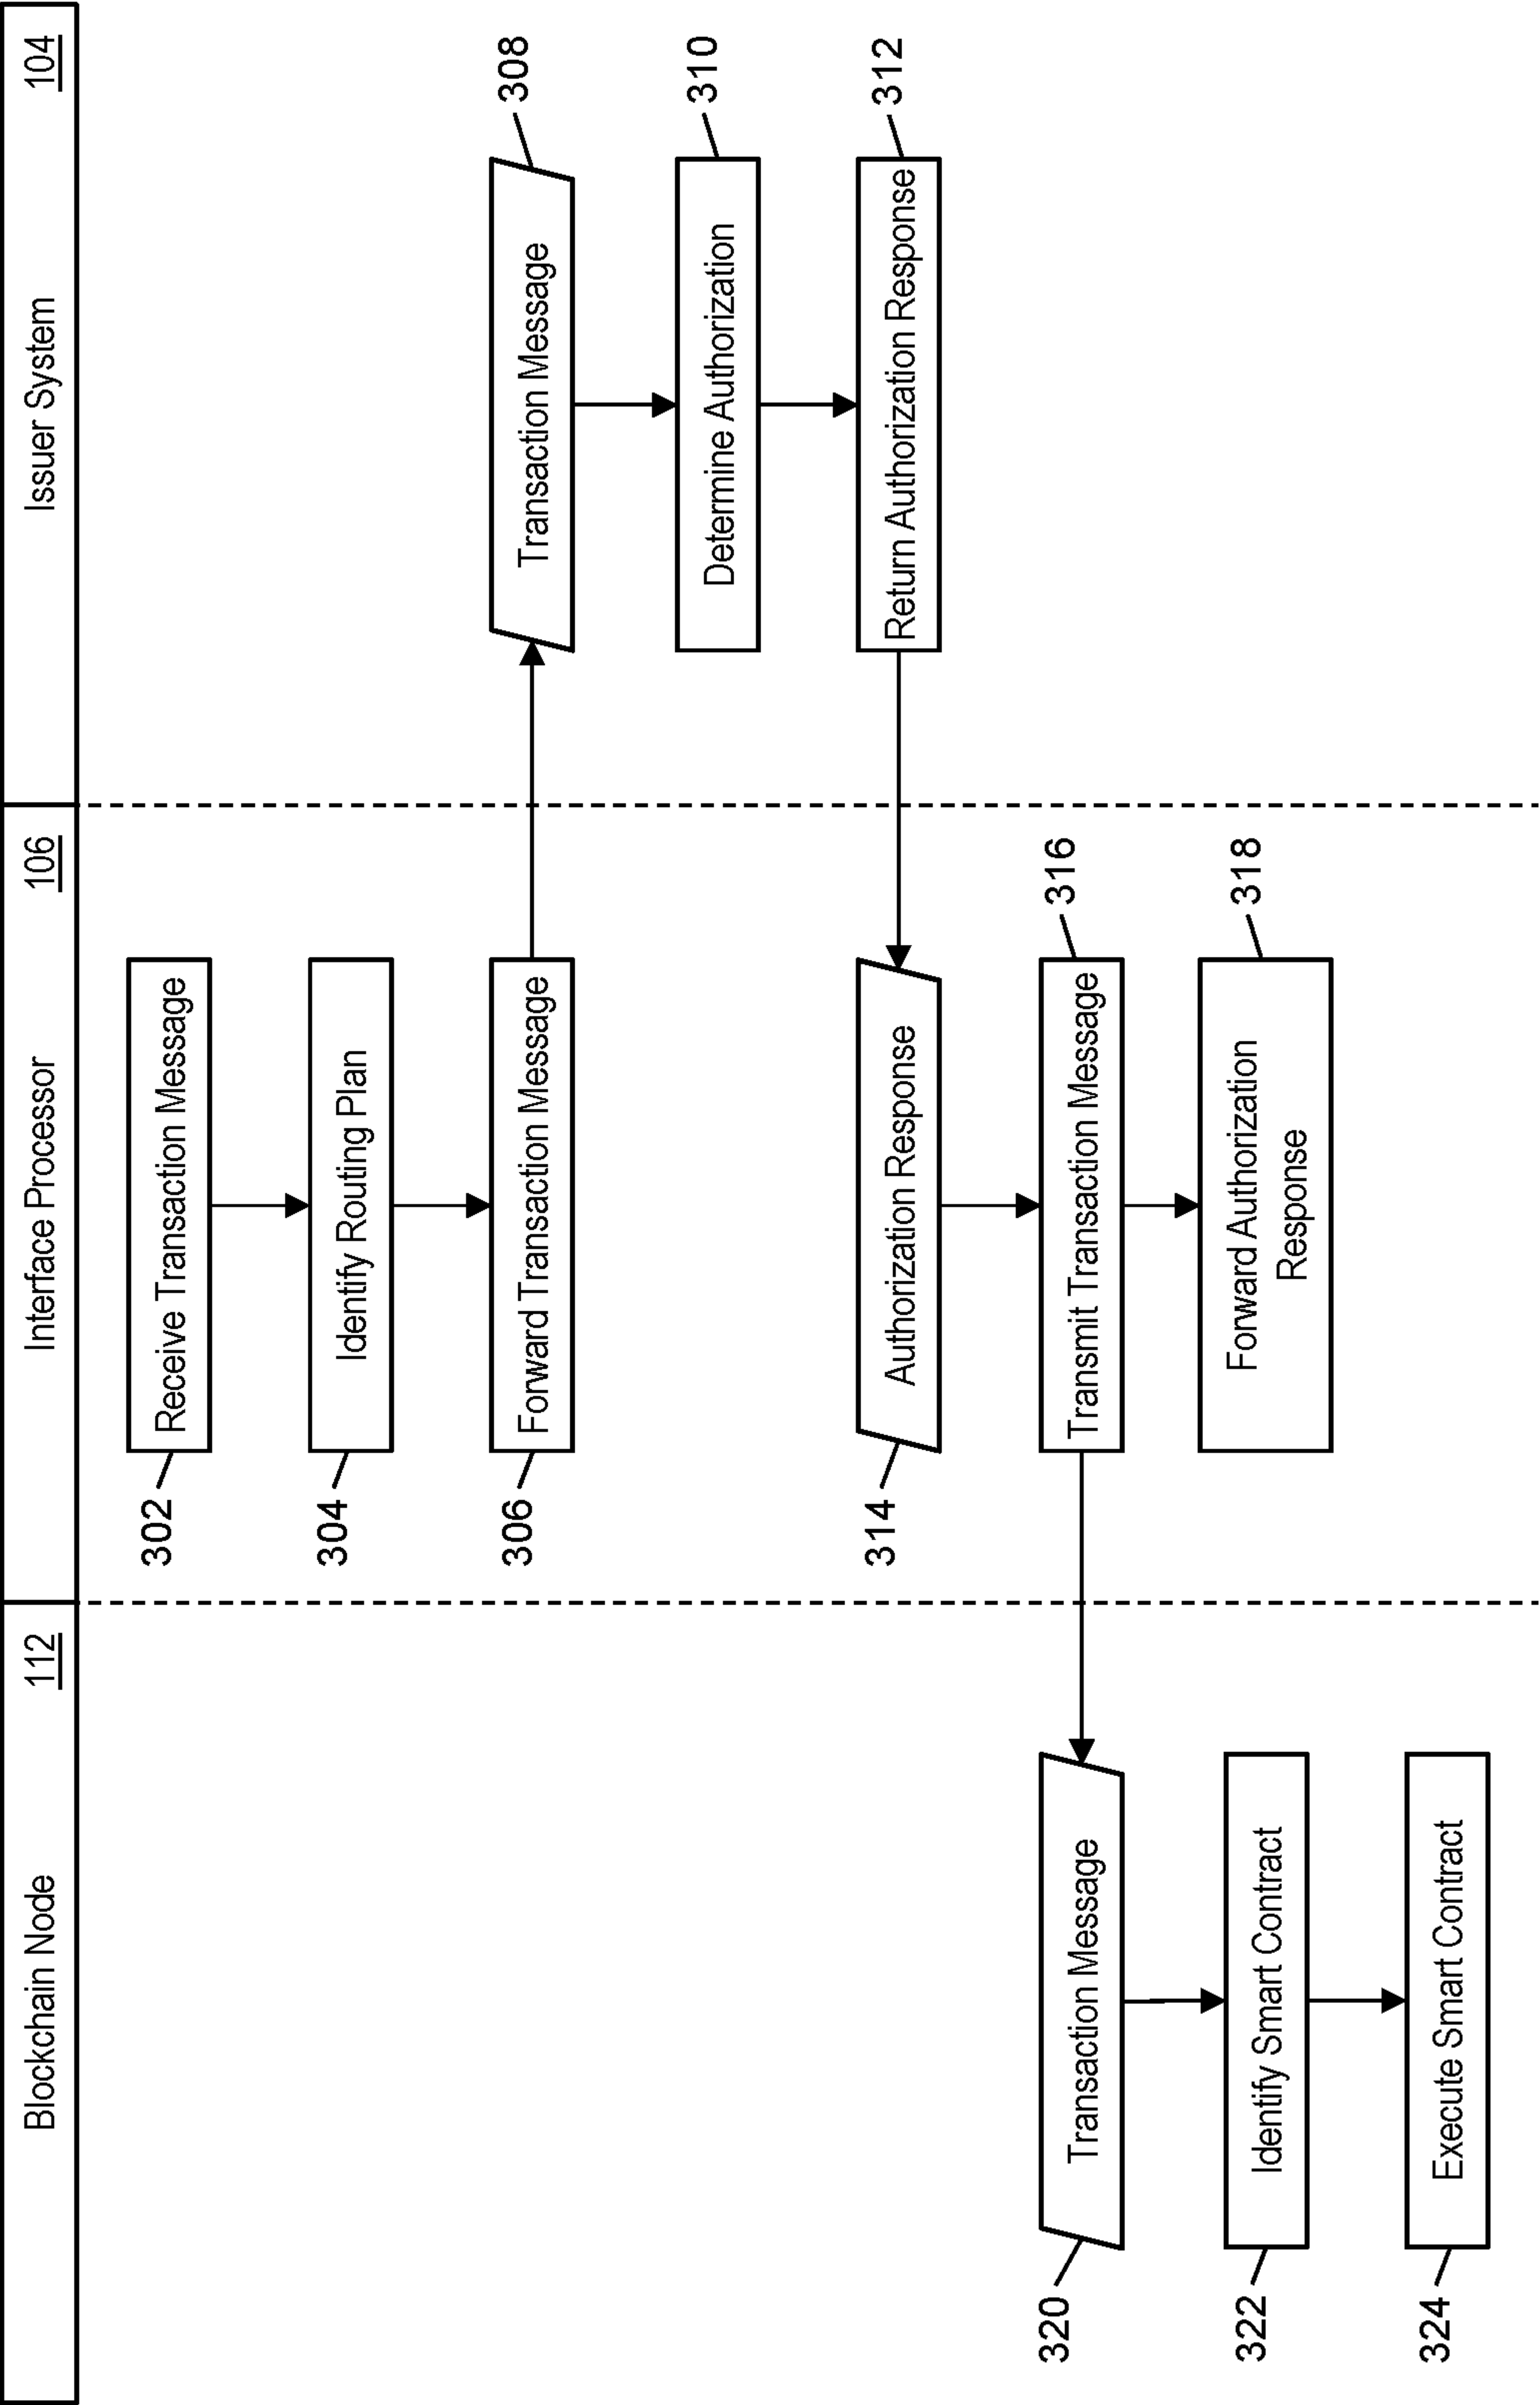 Blockchain Node
112
Interface Processor
106
Issuer System
104
302
Receive Transaction Message
304
Identify Routing Plan
306
Forward Transaction Message
Transaction Message
308
Determine Authorization
310
Return Authorization Response
312
314
Authorization Response
Transmit Transaction Message
316
Forward Authorization
Response
318
320
Transaction Message
322
Identify Smart Contract
324
Execute Smart Contract